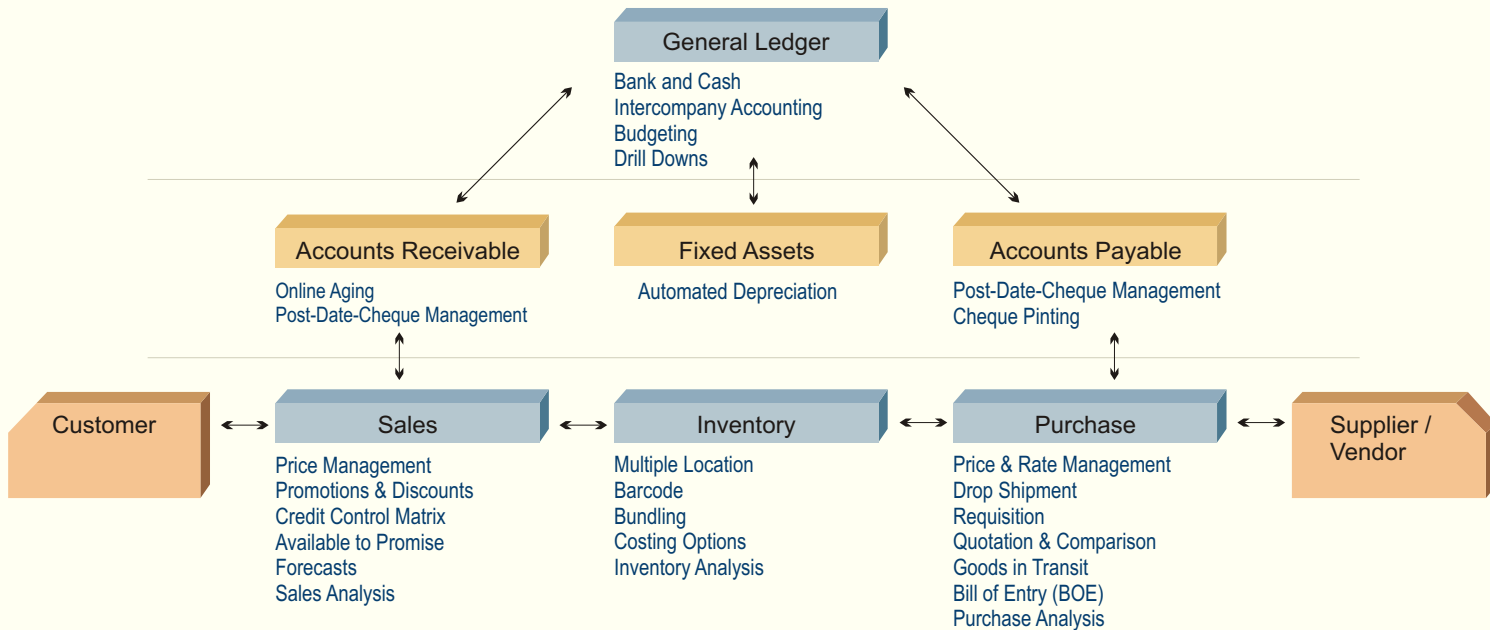 General Ledger
Bank and Cash
Intercompany Accounting
Budgeting
Drill Downs
Accounts Receivable
Online Aging
Post-Date-Cheque Management
Fixed Assets
Automated Depreciation
Accounts Payable
Post-Date-Cheque Management
Cheque Pinting
Customer
Sales
Price Management
Promotions & Discounts
Credit Control Matrix
Available to Promise
Forecasts
Sales Analysis
Inventory
Multiple Location
Barcode
Bundling
Costing Options
Inventory Analysis
Purchase
Price & Rate Management
Drop Shipment
Requisition
Quotation & Comparison
Goods in Transit
Bill of Entry (BOE)
Purchase Analysis
Supplier /
Vendor